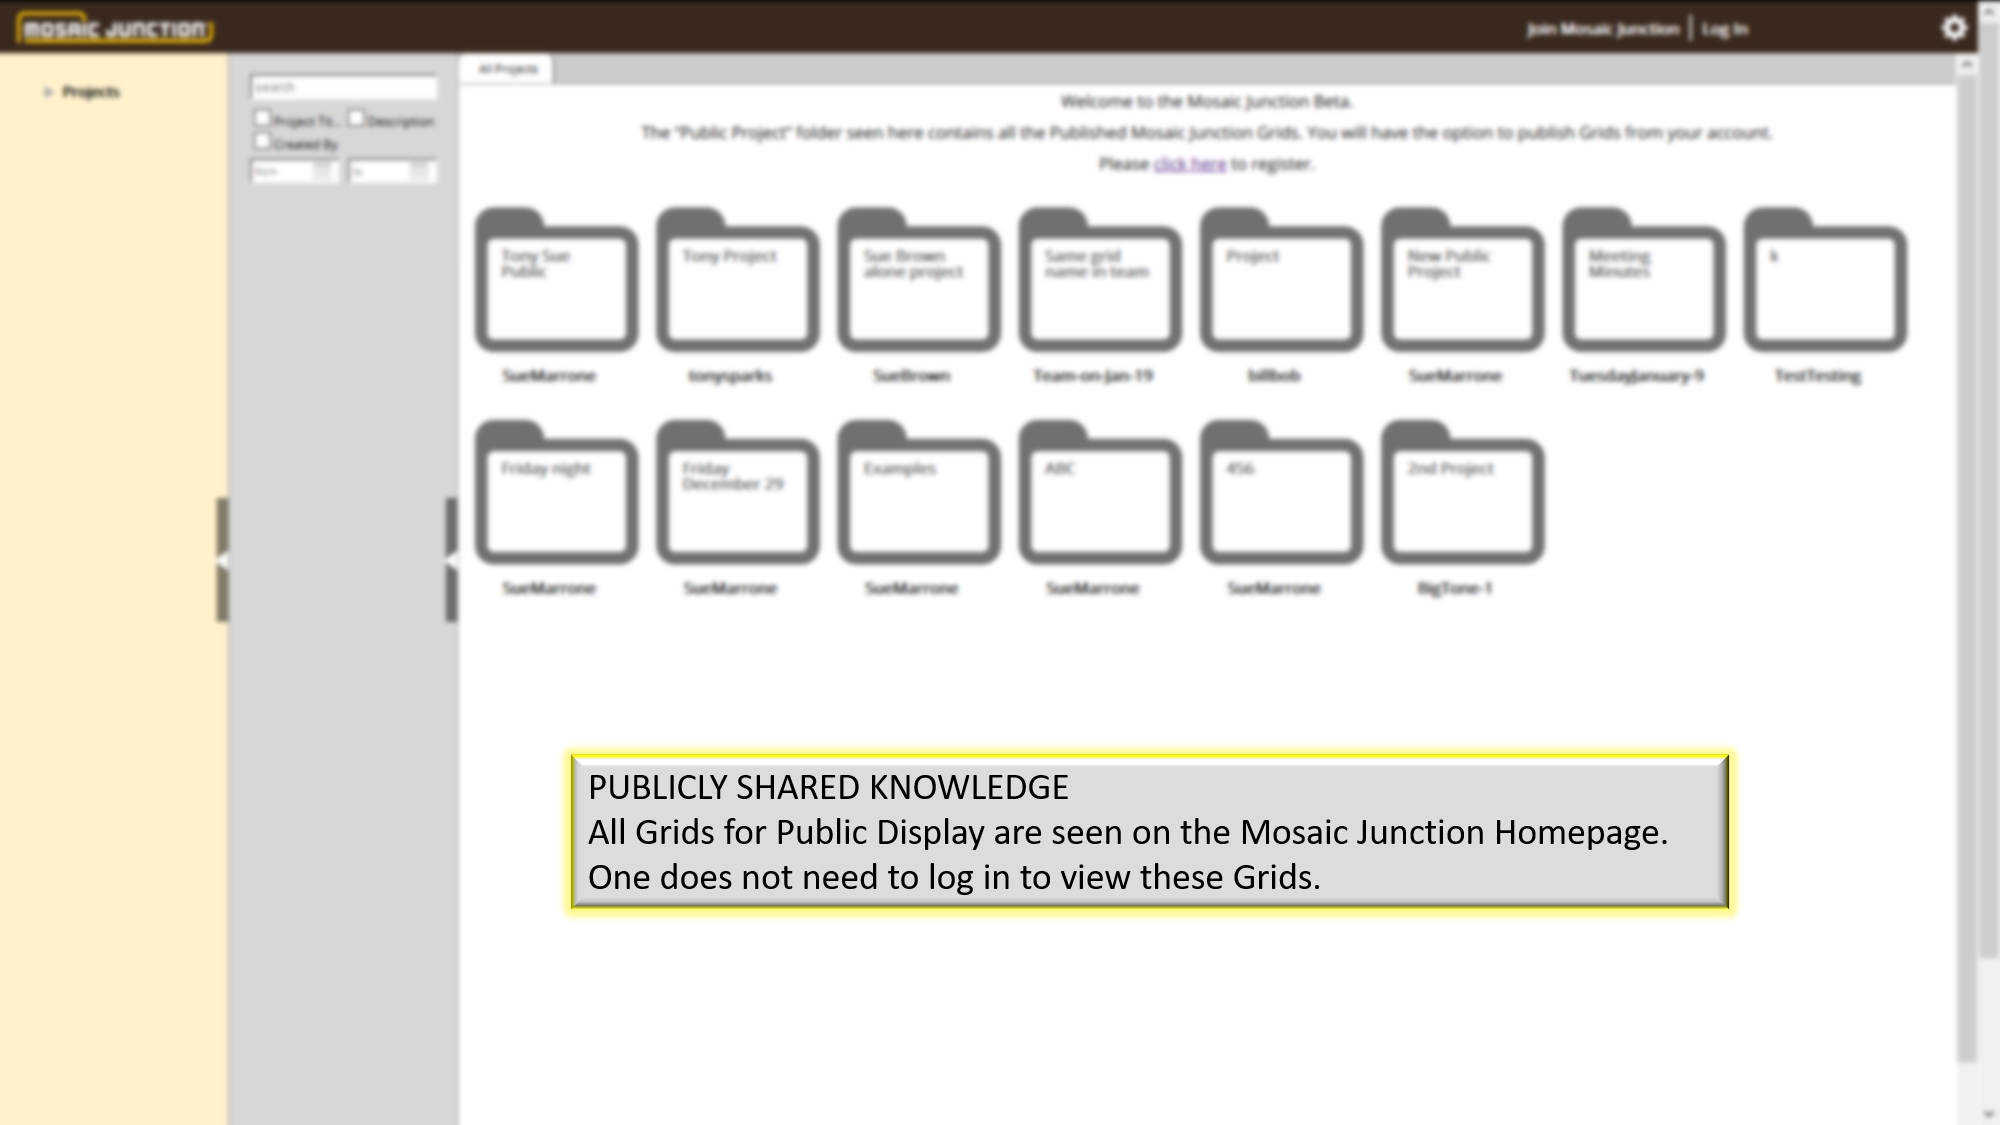 MOSAIC JUNCTION
Join Mosaic Junction | Log In
Projects
search
Project Tit... Description
Created By
from to
All Projects
Welcome to the Mosaic Junction Beta.
The "Public Project" folder seen here contains all the Published Mosaic Junction Grids. You will have the option to publish Grids from your account.
Please click here to register.
Tony Sue
Public
SueMarrone
Tony Project
tonysparks
Sue Brown
alone project
SueBrown
Same grid
name in team
Team-on-Jan-19
Project
billbob
New Public
Project
SueMarrone
Meeting
Minutes
TuesdayJanuary-9
k
TestTesting
Friday night
SueMarrone
Friday
December 29
SueMarrone
Examples
SueMarrone
ABC
SueMarrone
456
SueMarrone
2nd Project
BigTone-1
PUBLICLY SHARED KNOWLEDGE
All Grids for Public Display are seen on the Mosaic Junction Homepage.
One does not need to log in to view these Grids.